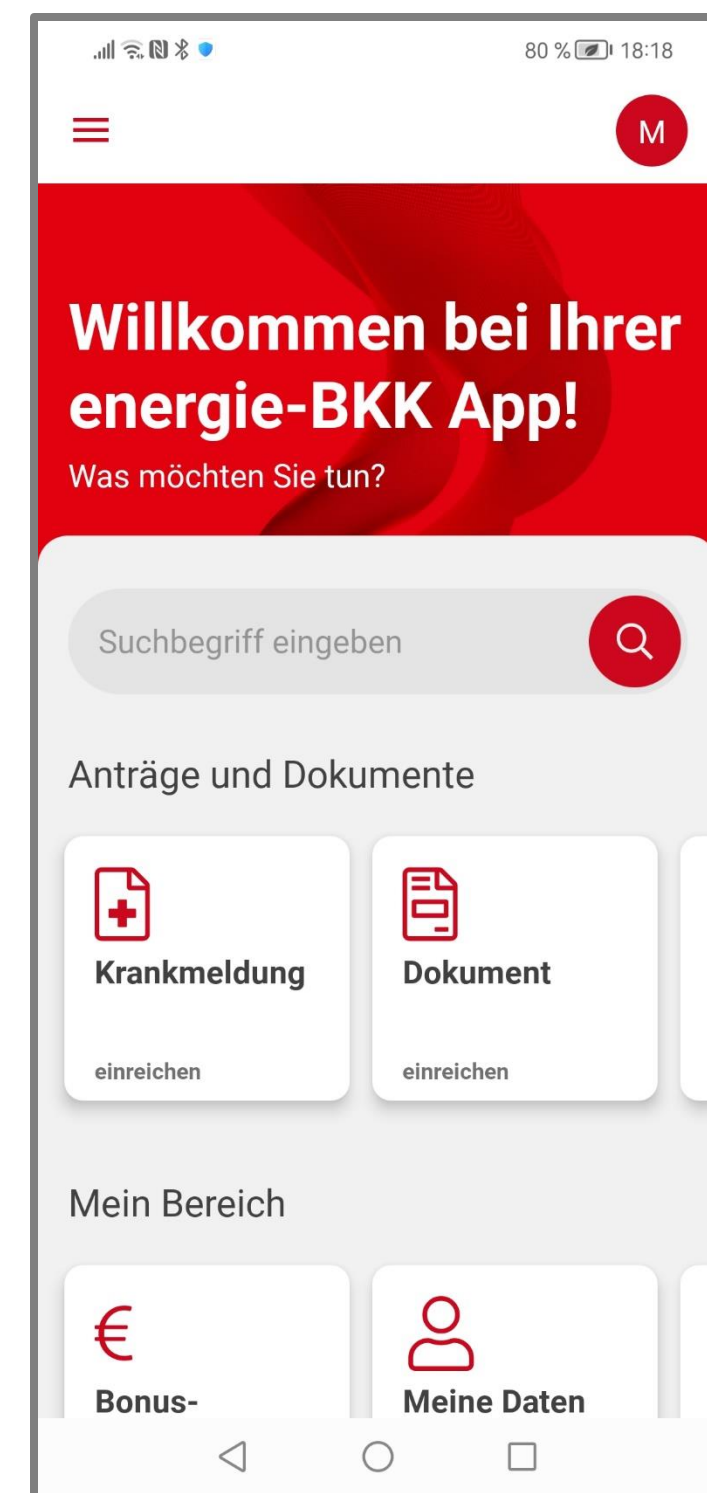 80 % 18:18
M
Willkommen bei Ihrer
energie-BKK App!
Was möchten Sie tun?
Suchbegriff eingeben
Anträge und Dokumente
Krankmeldung
einreichen
Dokument
einreichen
Mein Bereich
€
Bonus-
Meine Daten